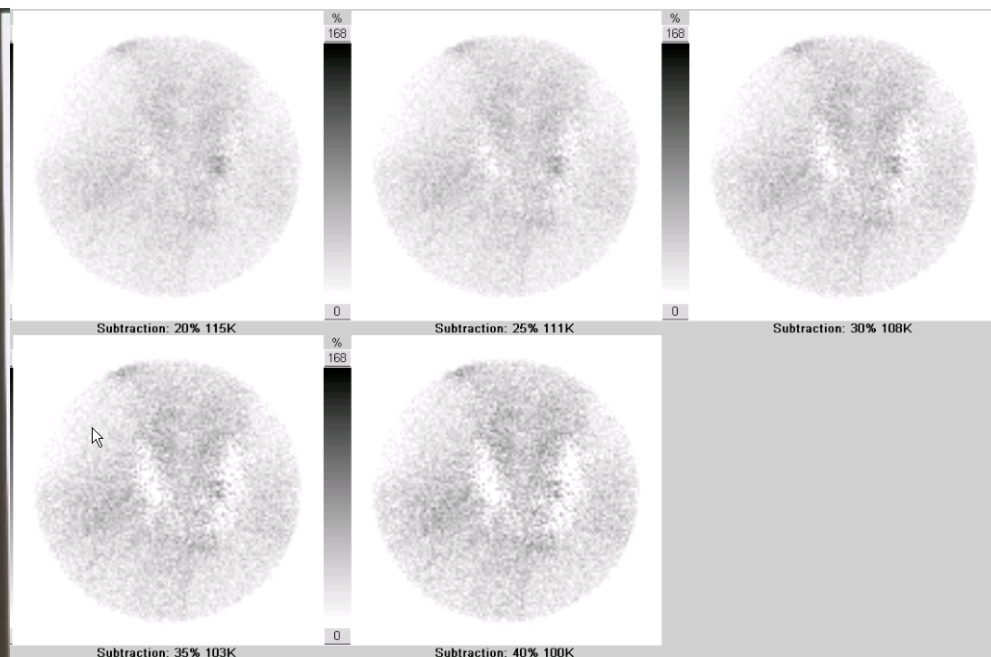 %
168
0
Subtraction: 20% 115K
%
168
0
Subtraction: 25% 111K
Subtraction: 30% 108K
%
168
0
Subtraction: 35% 103K
Subtraction: 40% 100K